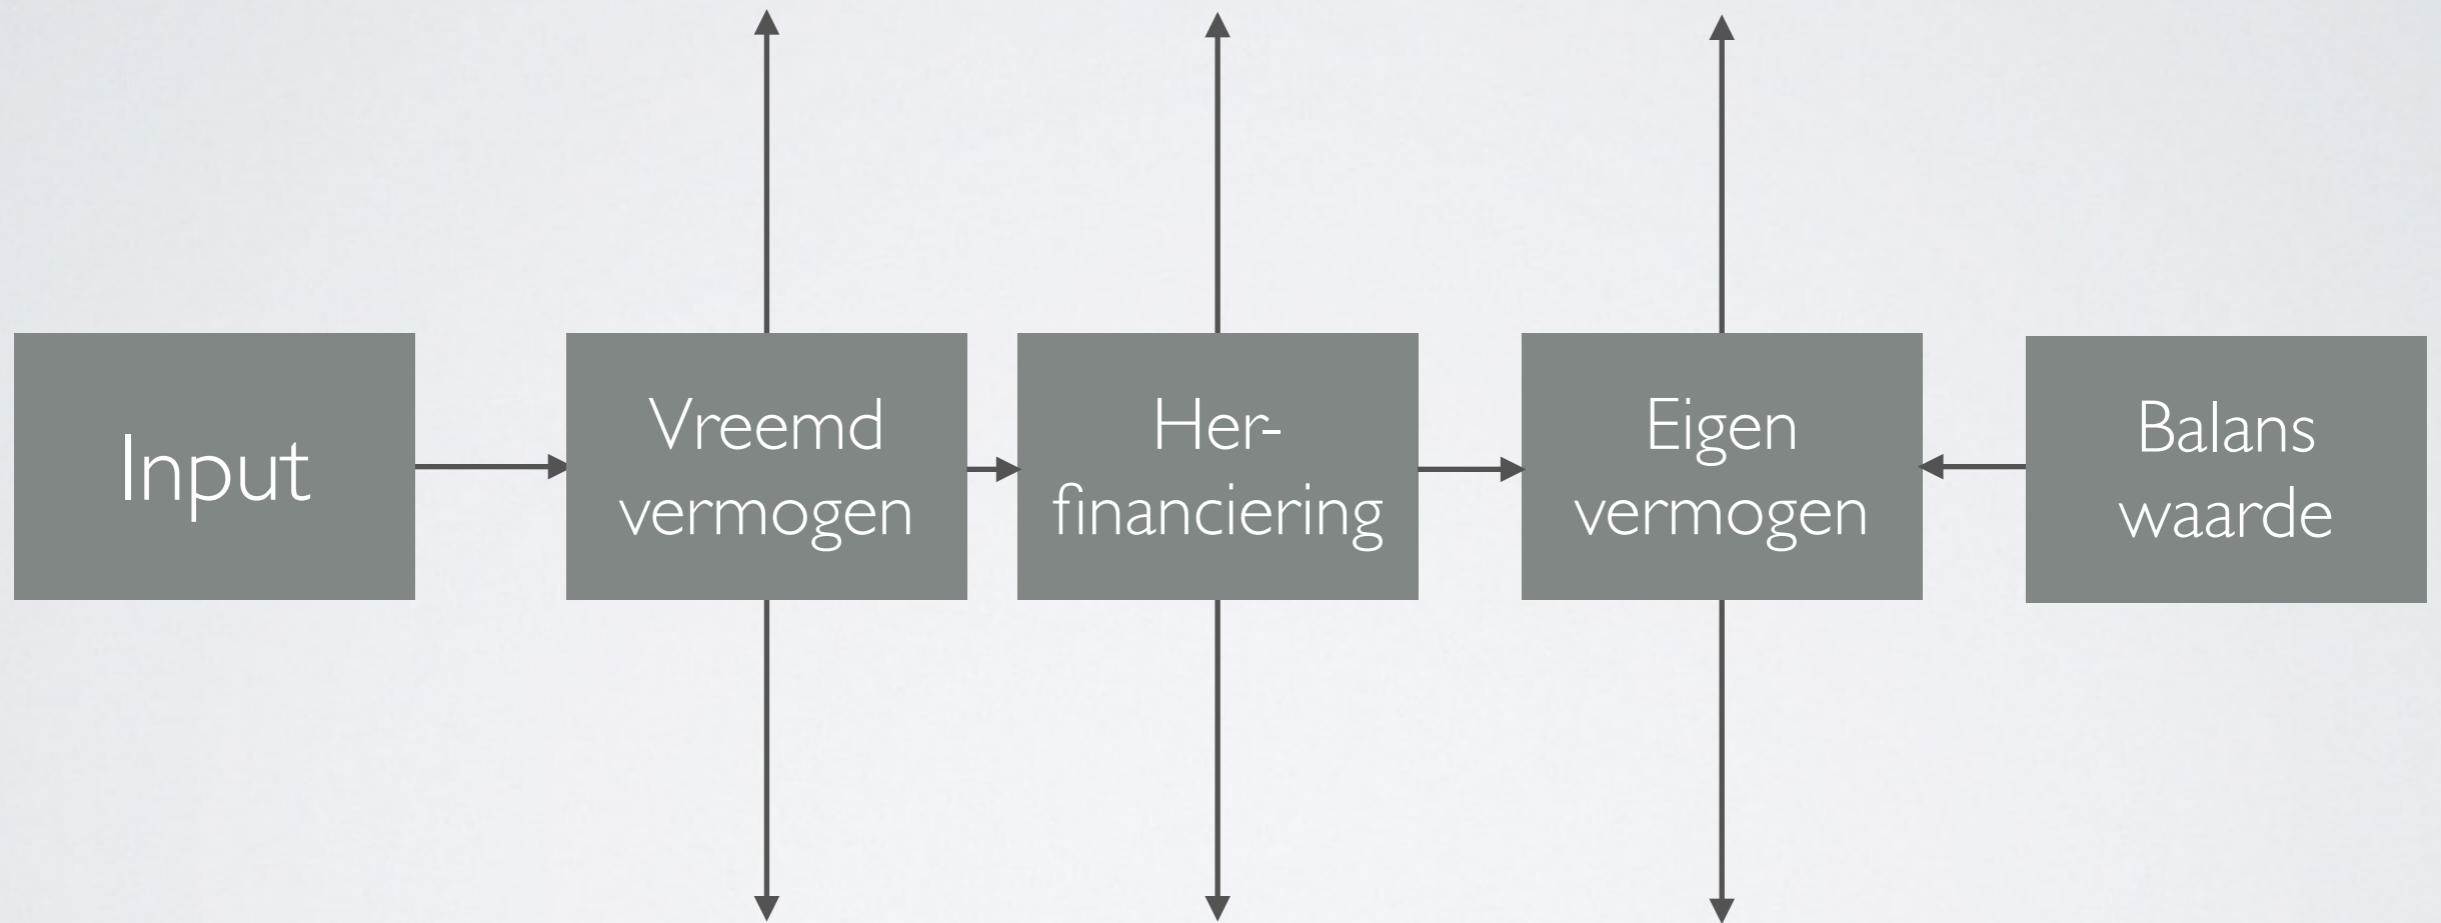 Input
Vreemd
vermogen
Her-
financiering
Eigen
vermogen
Balans
waarde